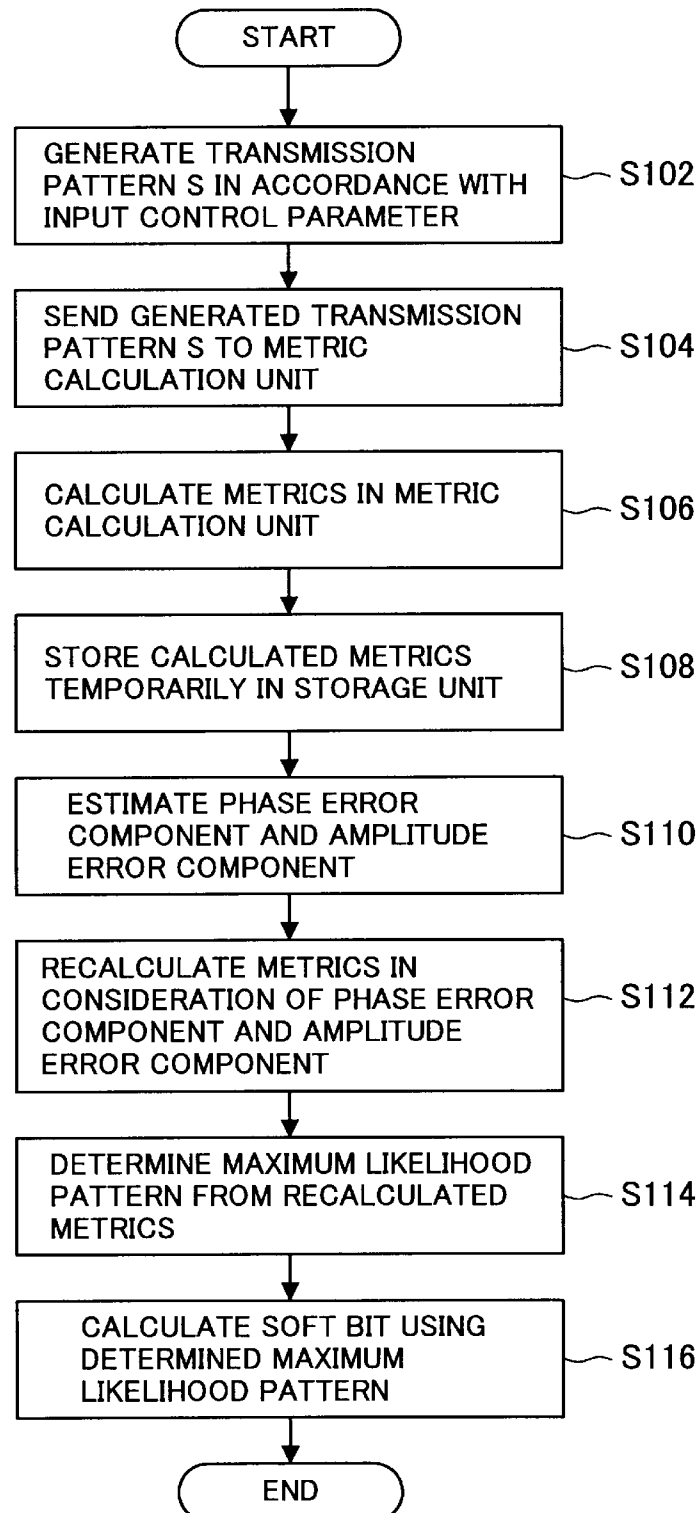 START
GENERATE TRANSMISSION
PATTERN S IN ACCORDANCE WITH
INPUT CONTROL PARAMETER
S102
SEND GENERATED TRANSMISSION
PATTERN S TO METRIC
CALCULATION UNIT
S104
CALCULATE METRICS IN METRIC
CALCULATION UNIT
S106
STORE CALCULATED METRICS
TEMPORARILY IN STORAGE UNIT
S108
ESTIMATE PHASE ERROR
COMPONENT AND AMPLITUDE
ERROR COMPONENT
S110
RECALCULATE METRICS IN
CONSIDERATION OF PHASE ERROR
COMPONENT AND AMPLITUDE
ERROR COMPONENT
S112
DETERMINE MAXIMUM LIKELIHOOD
PATTERN FROM RECALCULATED
METRICS
S114
CALCULATE SOFT BIT USING
DETERMINED MAXIMUM
LIKELIHOOD PATTERN
S116
END